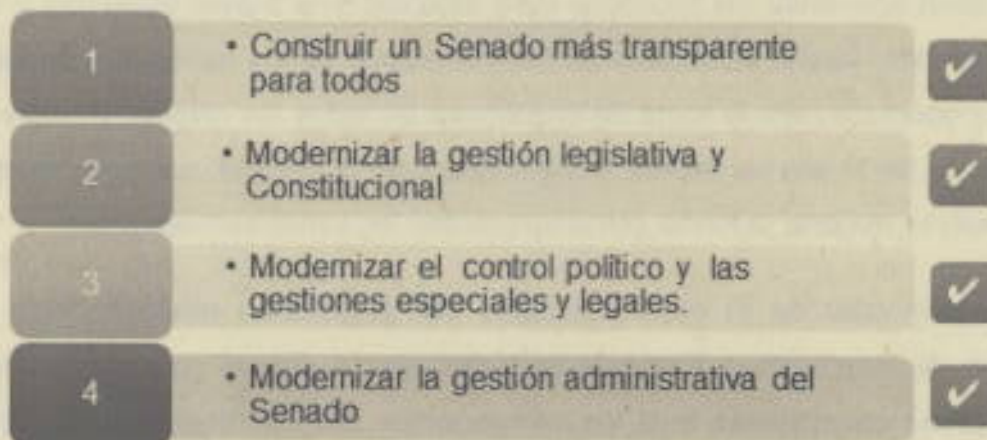 1
• Construir un Senado más transparente
para todos
2
• Modernizar la gestión legislativa y
Constitucional
3
• Modernizar el control político y las
gestiones especiales y legales.
4
• Modernizar la gestión administrativa del
Senado